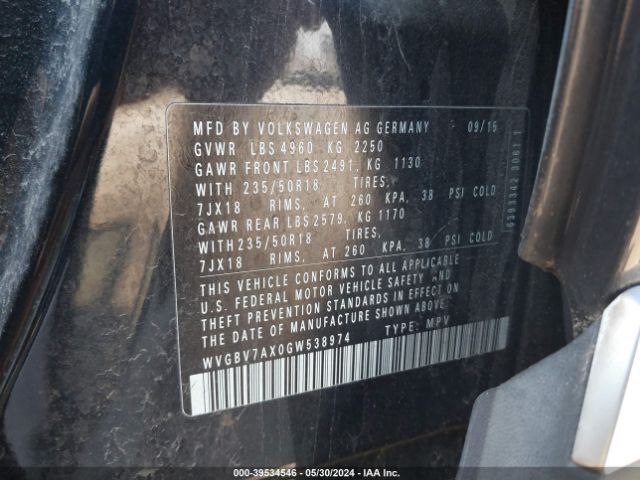 MFD BY VOLKSWAGEN AG GERMANY 09/15
GVWR LBS 4960 KG 2250
GAWR FRONT LBS 2491, KG 1130
WITH 235/50R18 TIRES,
7JX18 RIMS, AT 260 KPA, 38 PSI COLD
GAWR REAR LBS 2579, KG 1170
WITH 235/50R18 TIRES,
7JX18 RIMS, AT 260 KPA, 38 PSI COLD
THIS VEHICLE CONFORMS TO ALL APPLICABLE
U.S. FEDERAL MOTOR VEHICLE SAFETY AND
THEFT PREVENTION STANDARDS IN EFFECT ON
THE DATE OF MANUFACTURE SHOWN ABOVE.
WVGBV7AX0GW538974 TYPE: MPV
000-39534546 - 05/30/2024 - IAA Inc.